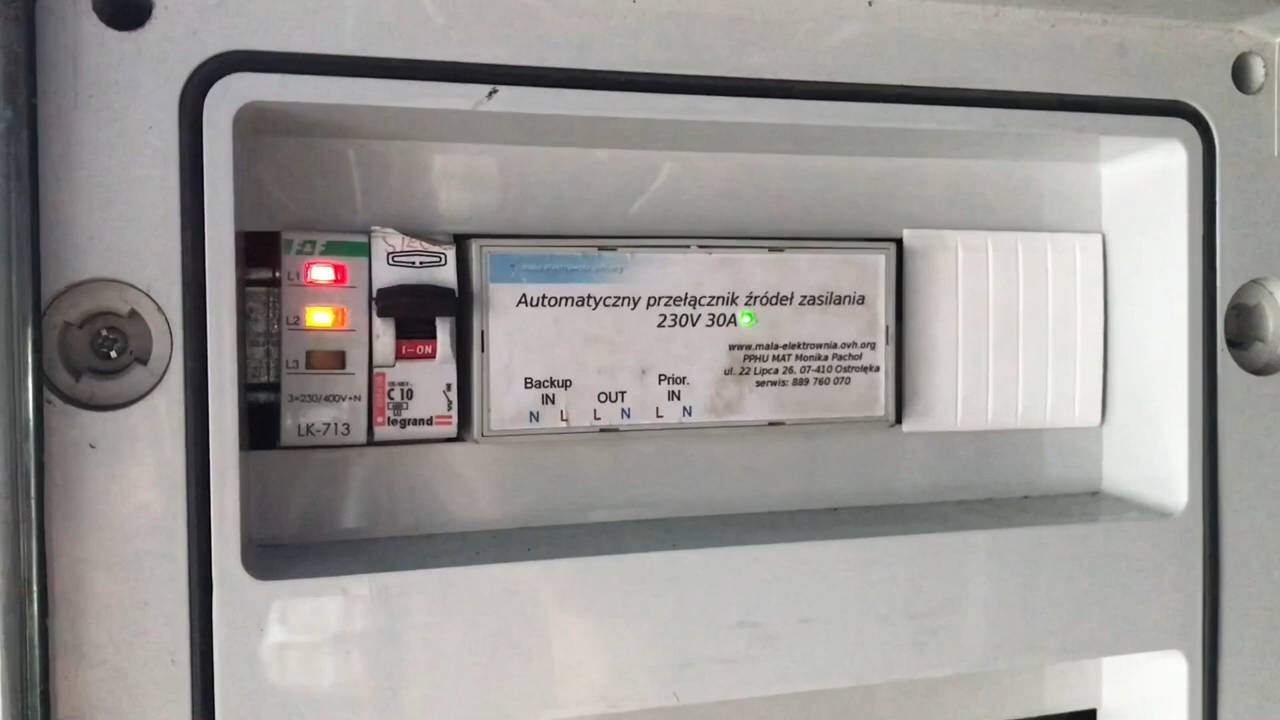 F&F
L1
L2
L3
3×230/400V+N
LK-713
I-ON
C 10
legrand
Automatyczny przełącznik źródeł zasilania
230V 30A
www.mala-elektrownia.ovh.org
PPHU MAT Monika Pachoł
ul. 22 Lipca 26, 07-410 Ostrołęka
serwis: 889 760 070
Backup
IN
N L
OUT
L N
Prior.
IN
L N